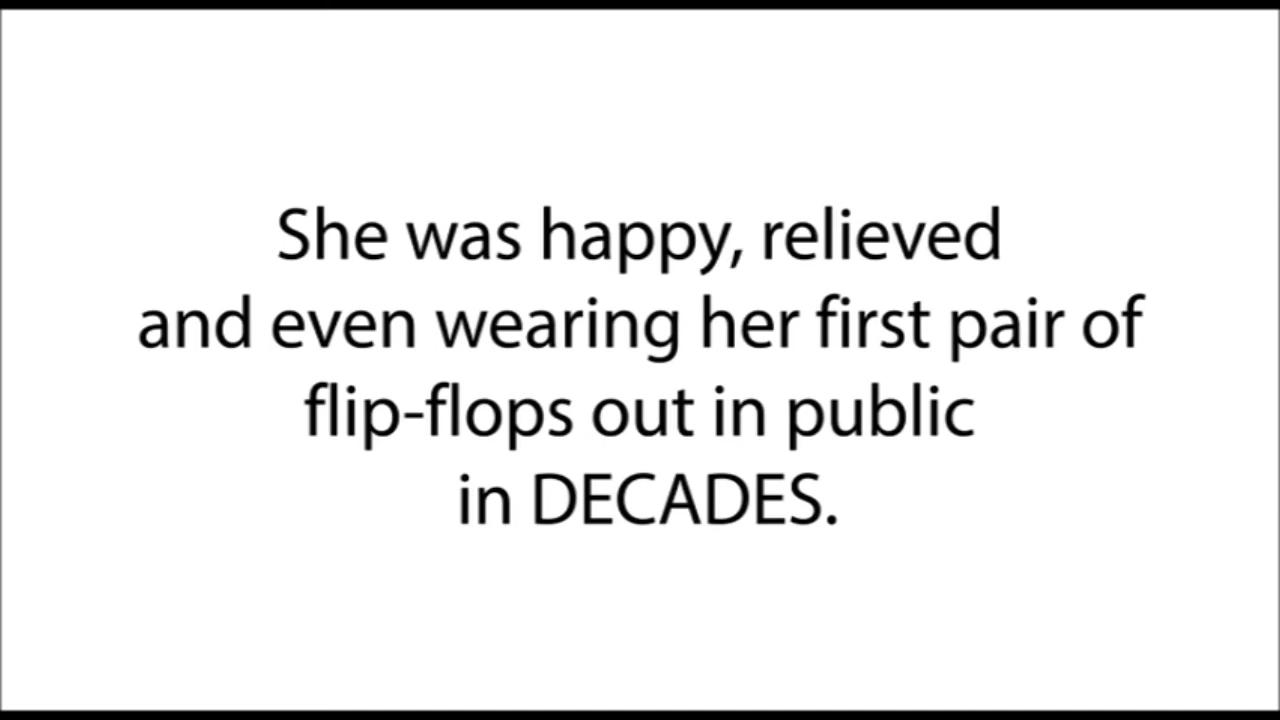 She was happy, relieved
and even wearing her first pair of
flip-flops out in public
in DECADES.